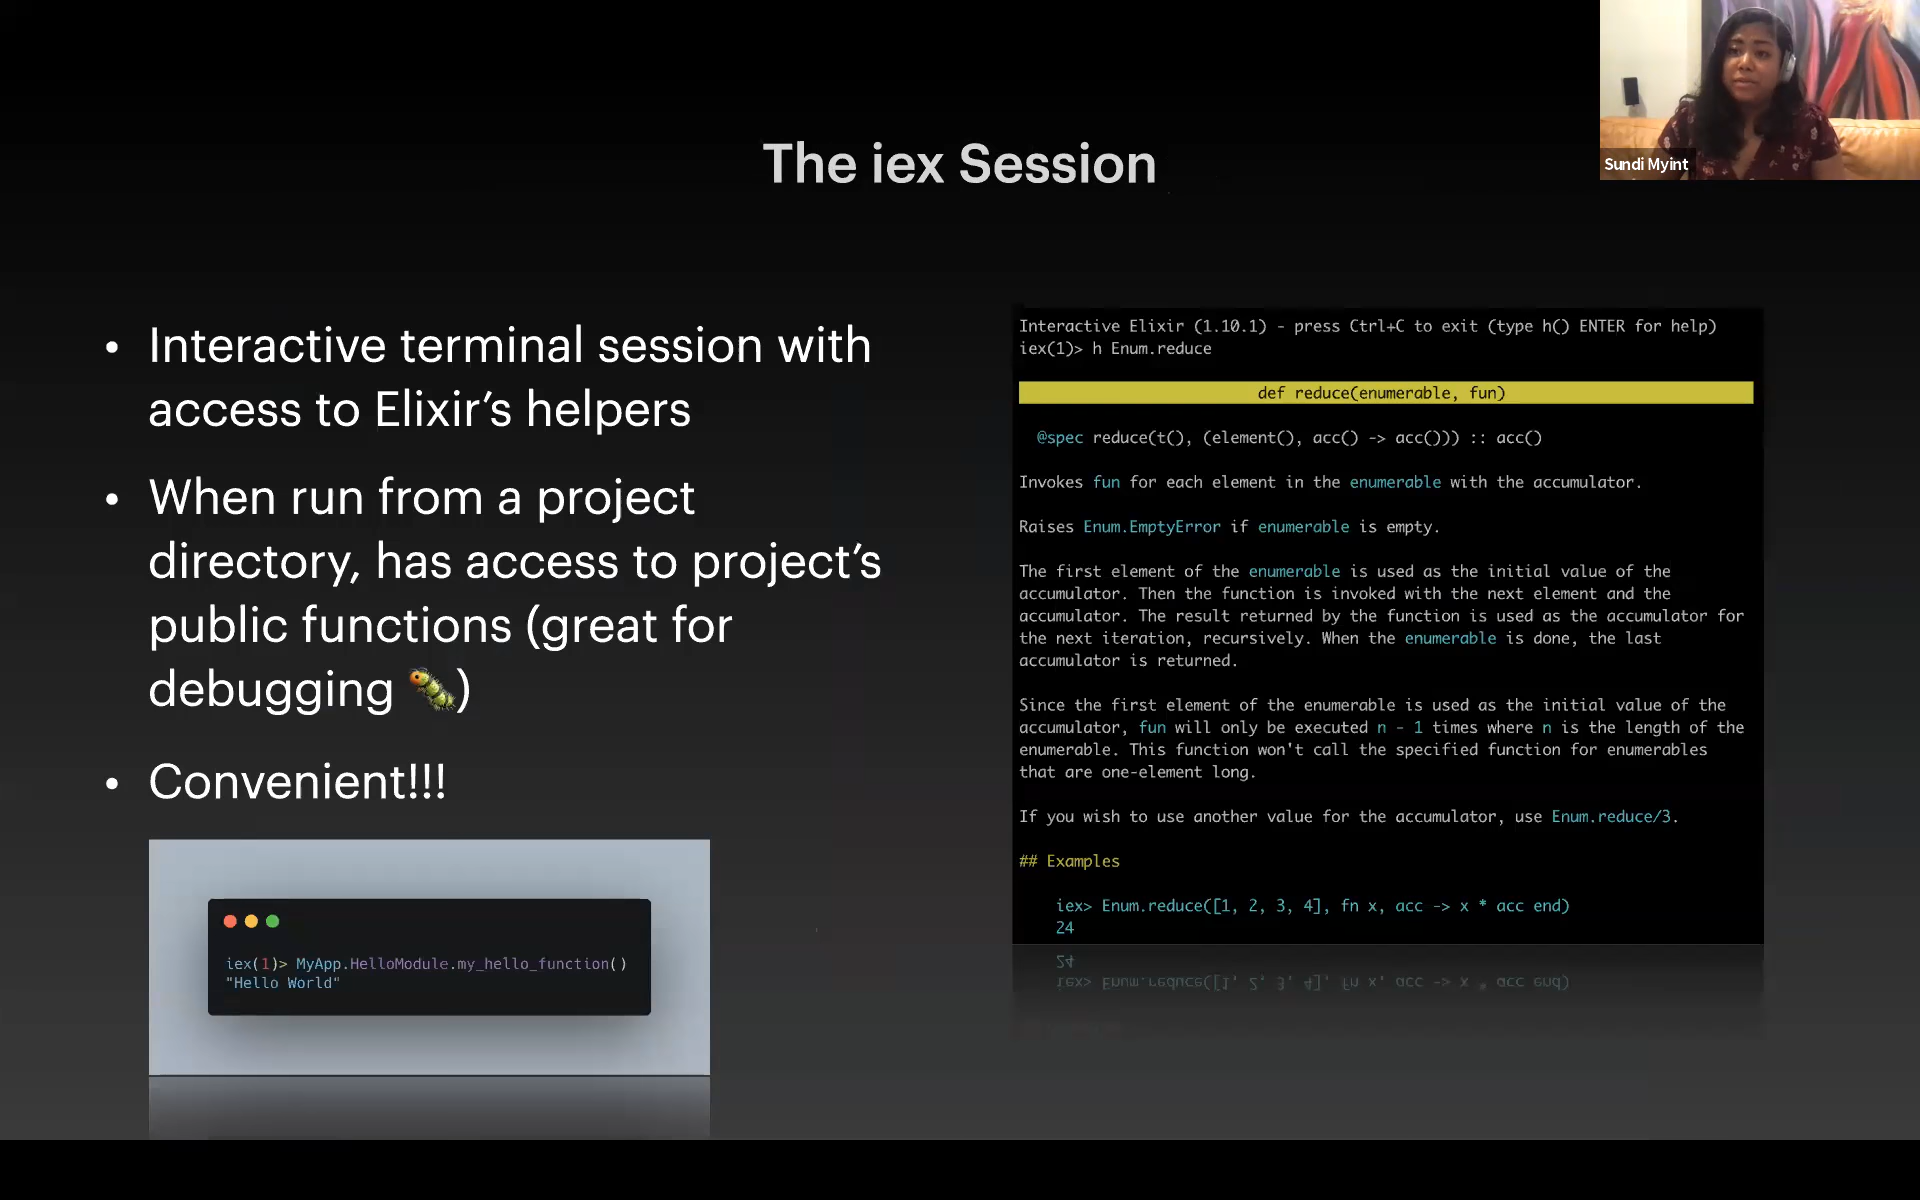 The iex Session
Sundi Myint
• Interactive terminal session with
access to Elixir’s helpers
• When run from a project
directory, has access to project’s
public functions (great for
debugging 🐛)
• Convenient!!!
iex(1)> MyApp.HelloModule.my_hello_function()
"Hello World"
Interactive Elixir (1.10.1) - press Ctrl+C to exit (type h() ENTER for help)
iex(1)> h Enum.reduce
def reduce(enumerable, fun)
@spec reduce(t(), (element(), acc() -> acc())) :: acc()
Invokes fun for each element in the enumerable with the accumulator.
Raises Enum.EmptyError if enumerable is empty.
The first element of the enumerable is used as the initial value of the
accumulator. Then the function is invoked with the next element and the
accumulator. The result returned by the function is used as the accumulator for
the next iteration, recursively. When the enumerable is done, the last
accumulator is returned.
Since the first element of the enumerable is used as the initial value of the
accumulator, fun will only be executed n - 1 times where n is the length of the
enumerable. This function won't call the specified function for enumerables
that are one-element long.
If you wish to use another value for the accumulator, use Enum.reduce/3.
## Examples
iex> Enum.reduce([1, 2, 3, 4], fn x, acc -> x * acc end)
24